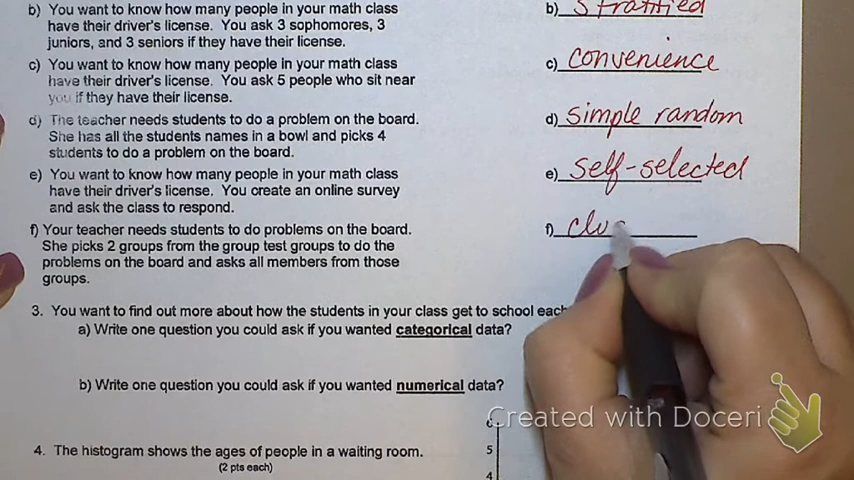 b) You want to know how many people in your math class
have their driver's license. You ask 3 sophomores, 3
juniors, and 3 seniors if they have their license.
b) stratified
c) You want to know how many people in your math class
have their driver's license. You ask 5 people who sit near
you if they have their license.
c) convenience
d) The teacher needs students to do a problem on the board.
She has all the students names in a bowl and picks 4
students to do a problem on the board.
d) simple random
e) You want to know how many people in your math class
have their driver's license. You create an online survey
and ask the class to respond.
e) self-selected
f) Your teacher needs students to do problems on the board.
She picks 2 groups from the group test groups to do the
problems on the board and asks all members from those
groups.
f) clus
3. You want to find out more about how the students in your class get to school each
a) Write one question you could ask if you wanted categorical data?
b) Write one question you could ask if you wanted numerical data?
4. The histogram shows the ages of people in a waiting room.
(2 pts each)
6
5
4
Created with Doceri